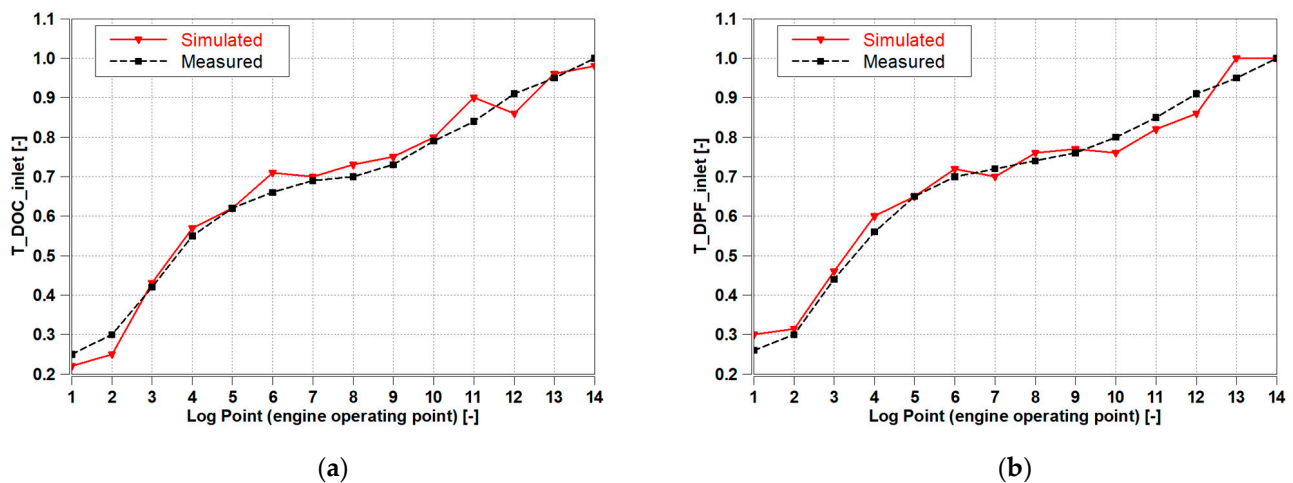 Simulated
Measured
T_DOC_inlet [-]
1.1
1.0
0.9
0.8
0.7
0.6
0.5
0.4
0.3
0.2
1 2 3 4 5 6 7 8 9 10 11 12 13 14
Log Point (engine operating point) [-]
(a)
Simulated
Measured
T_DPF_inlet [-]
1.1
1.0
0.9
0.8
0.7
0.6
0.5
0.4
0.3
0.2
1 2 3 4 5 6 7 8 9 10 11 12 13 14
Log Point (engine operating point) [-]
(b)